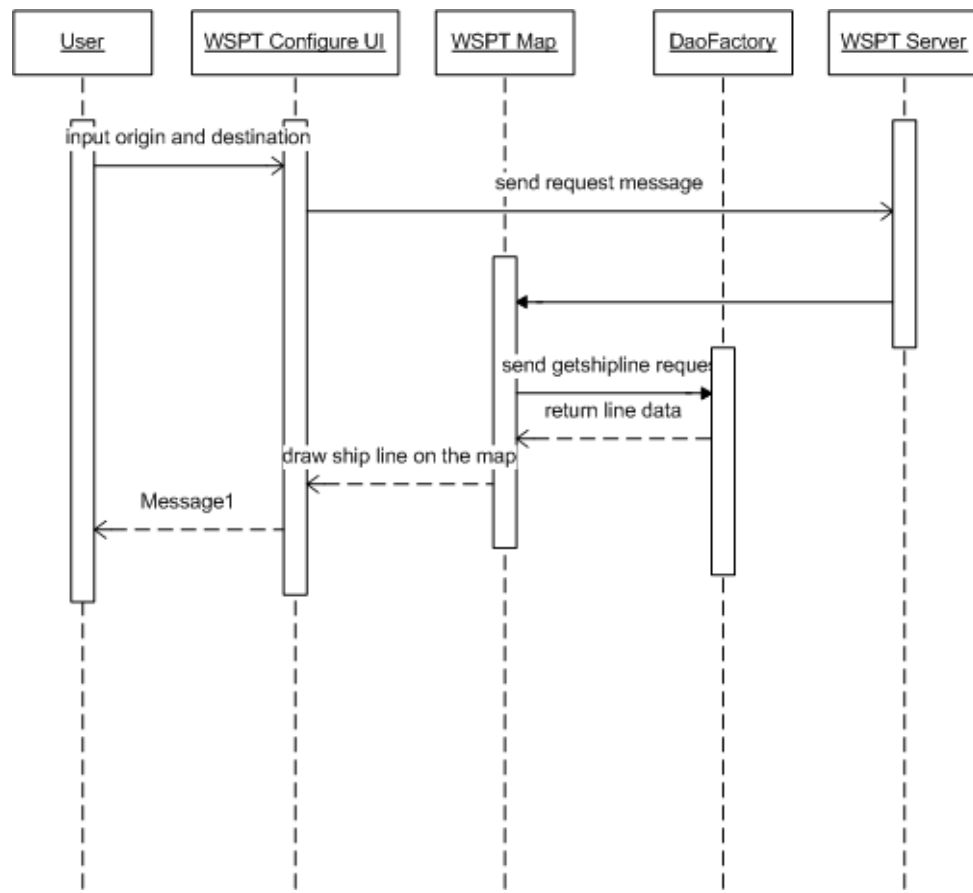 User
WSPT Configure UI
WSPT Map
DaoFactory
WSPT Server
input origin and destination
send request message
send getshipline reques
return line data
draw ship line on the map
Message1